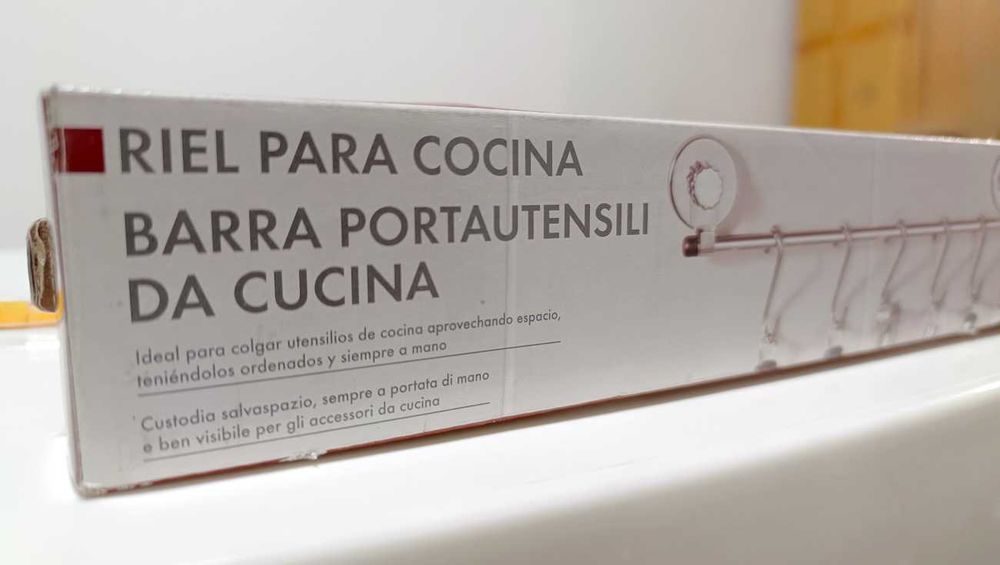 RIEL PARA COCINA
BARRA PORTAUTENSILI
DA CUCINA
Ideal para colgar utensilios de cocina aprovechando espacio,
teniéndolos ordenados y siempre a mano
Custodia salvaspazio, sempre a portata di mano
e ben visibile per gli accessori da cucina